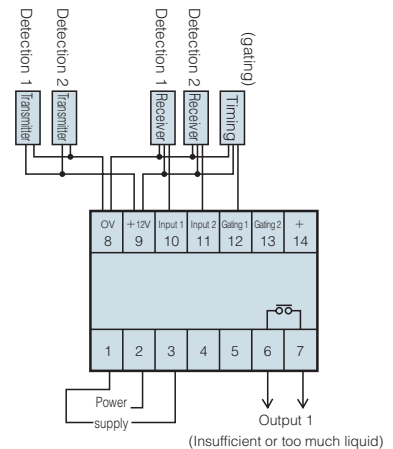 Detection 1
Detection 2
Detection 1
Detection 2
(gating)
Transmitter
Transmitter
Receiver
Receiver
Timing
OV
+12V
Input 1
Input 2
Gating 1
Gating 2
+
8
9
10
11
12
13
14
1
2
3
4
5
6
7
Power
supply
Output 1
(Insufficient or too much liquid)